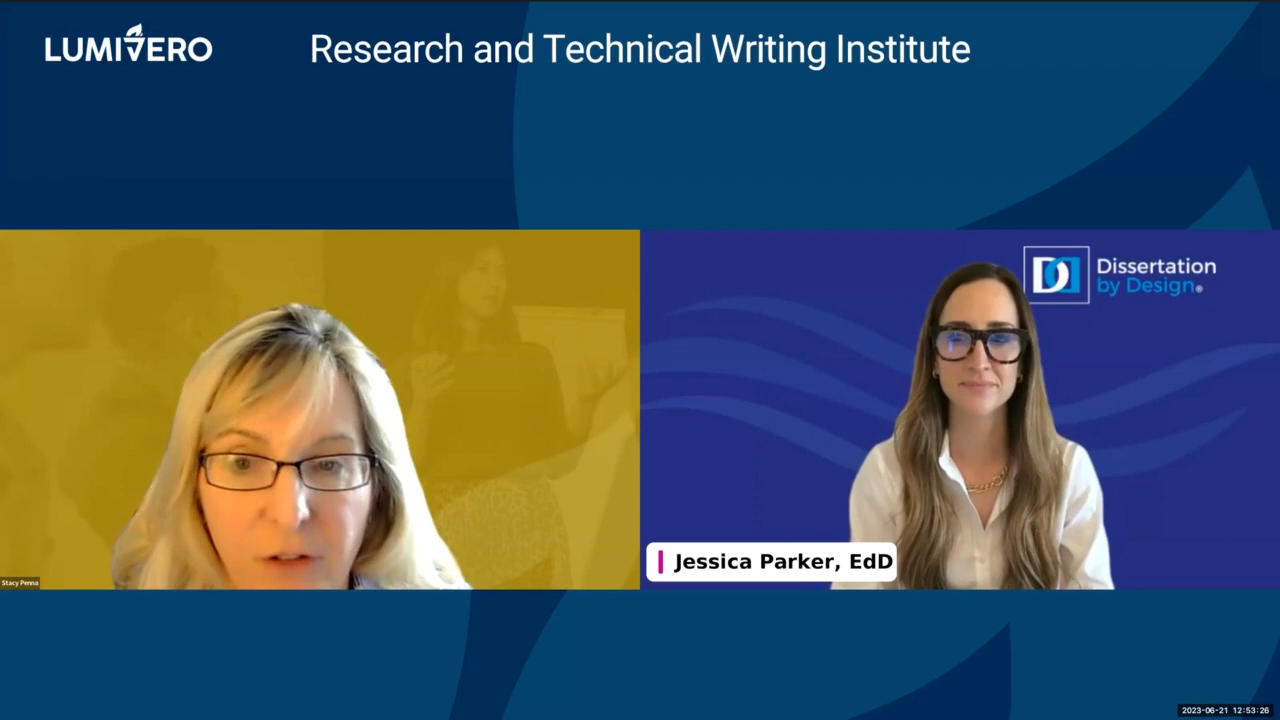 LUMIVERO
Research and Technical Writing Institute
Dissertation
by Design®
Stacy Penna
Jessica Parker, EdD
2023-06-21 12:53:26